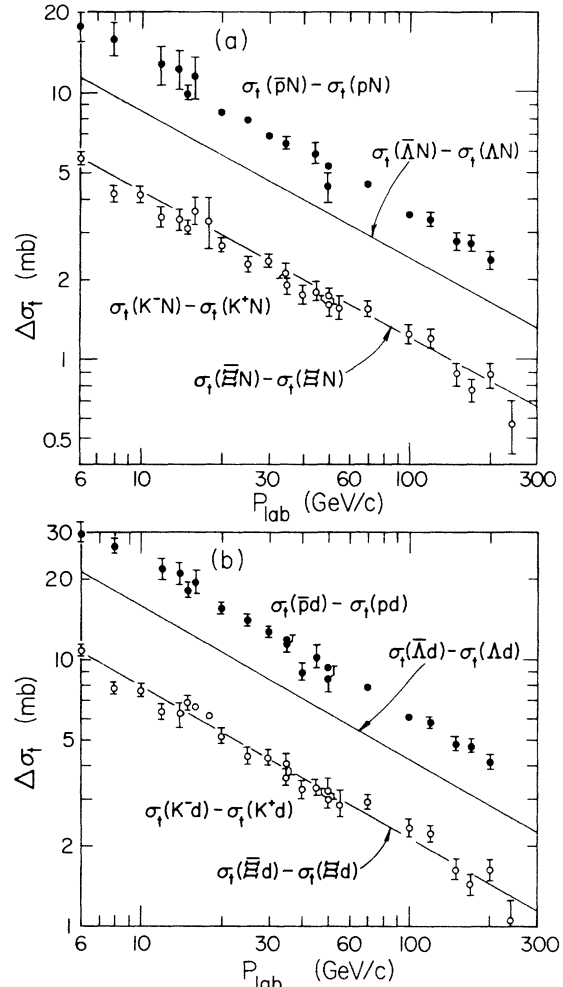 20
(a)
σt(p̄N) – σt(pN)
10
σt(Λ̄N) – σt(ΛN)
5
Δσt (mb)
2
σt(K⁻N) – σt(K⁺N)
1
σt(Ξ̄N) – σt(ΞN)
0.5
6 10 30 60 100 300
Plab (GeV/c)
30
(b)
σt(p̄d) – σt(pd)
10
σt(Λ̄d) – σt(Λd)
Δσt (mb)
5
σt(K⁻d) – σt(K⁺d)
2
σt(Ξ̄d) – σt(Ξd)
1
6 10 30 60 100 300
Plab (GeV/c)